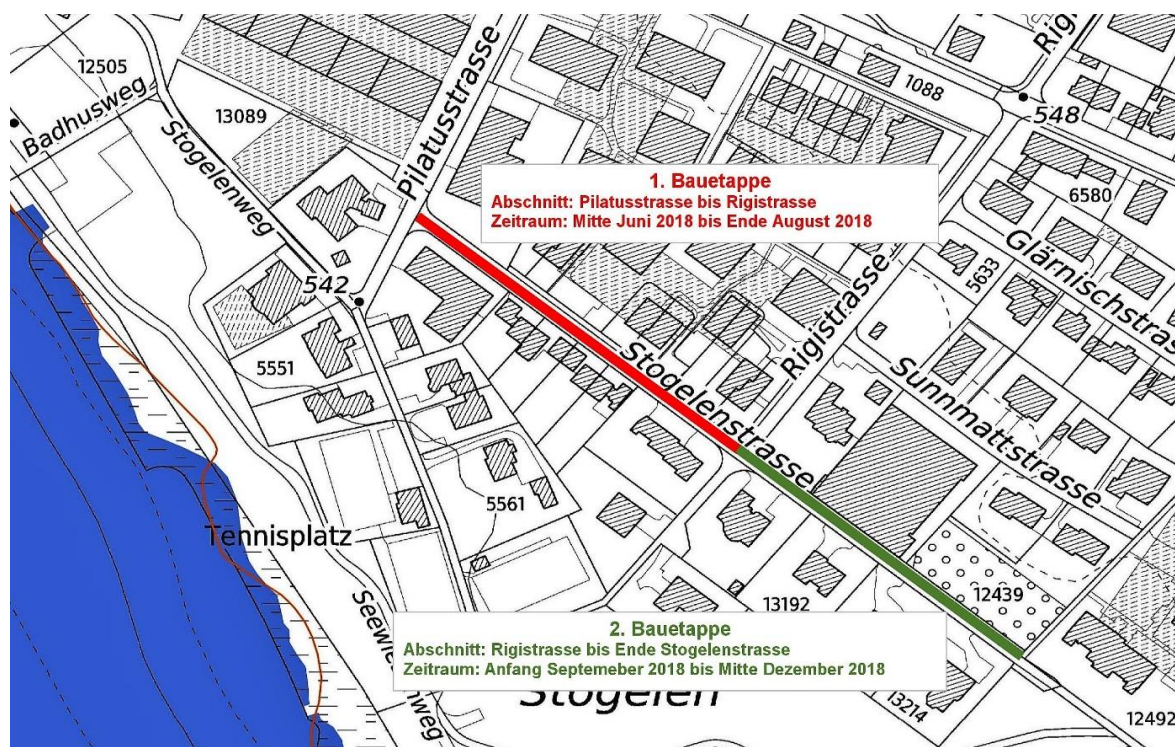 12505
Badhusweg
Stogelenweg
13089
Pilatusstrasse
1088
548
6580
1. Bauetappe
Abschnitt: Pilatusstrasse bis Rigistrasse
Zeitraum: Mitte Juni 2018 bis Ende August 2018
Glärnischstras
5633
542
Rigistrasse
5551
Stogelenstrasse
Sunnmattstrasse
5561
Tennisplatz
12439
13192
2. Bauetappe
Abschnitt: Rigistrasse bis Ende Stogelenstrasse
Zeitraum: Anfang Septemeber 2018 bis Mitte Dezember 2018
Stogelen
13214
12492